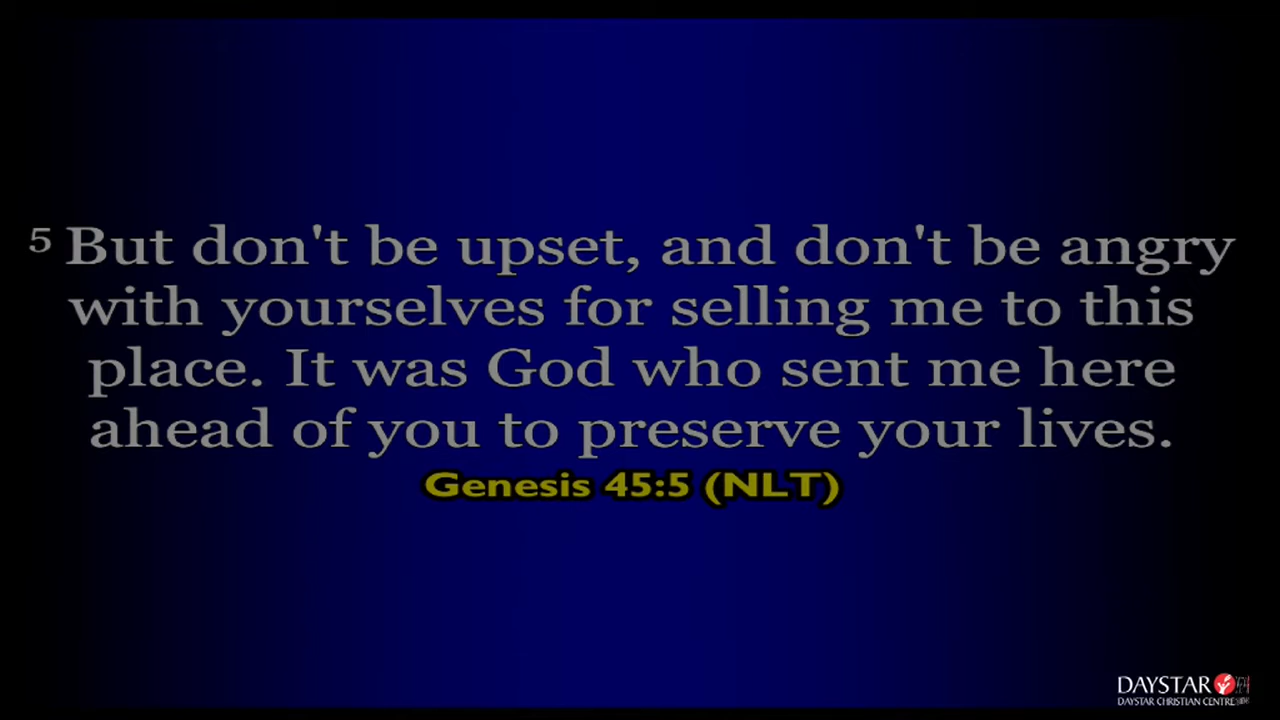 5 But don't be upset, and don't be angry
with yourselves for selling me to this
place. It was God who sent me here
ahead of you to preserve your lives.
Genesis 45:5 (NLT)
DAYSTAR
DAYSTAR CHRISTIAN CENTRE